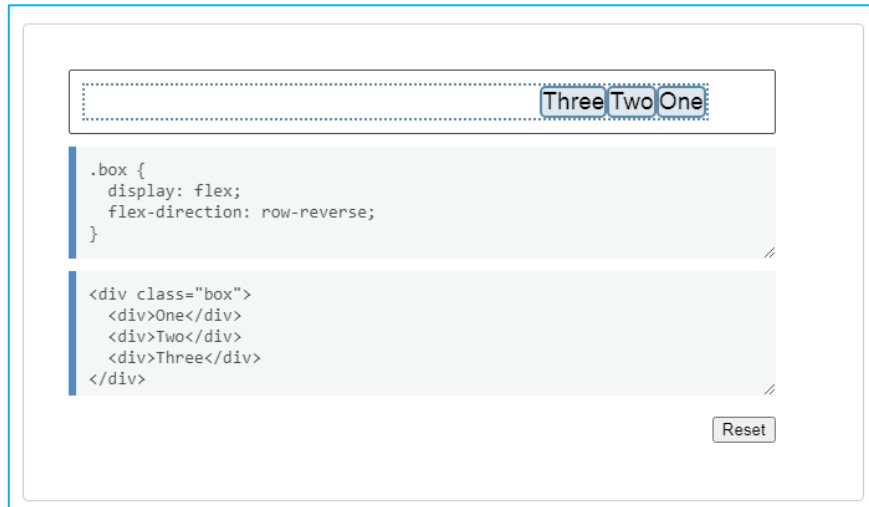 Three Two One
.box {
  display: flex;
  flex-direction: row-reverse;
}
<div class="box">
  <div>One</div>
  <div>Two</div>
  <div>Three</div>
</div>
Reset